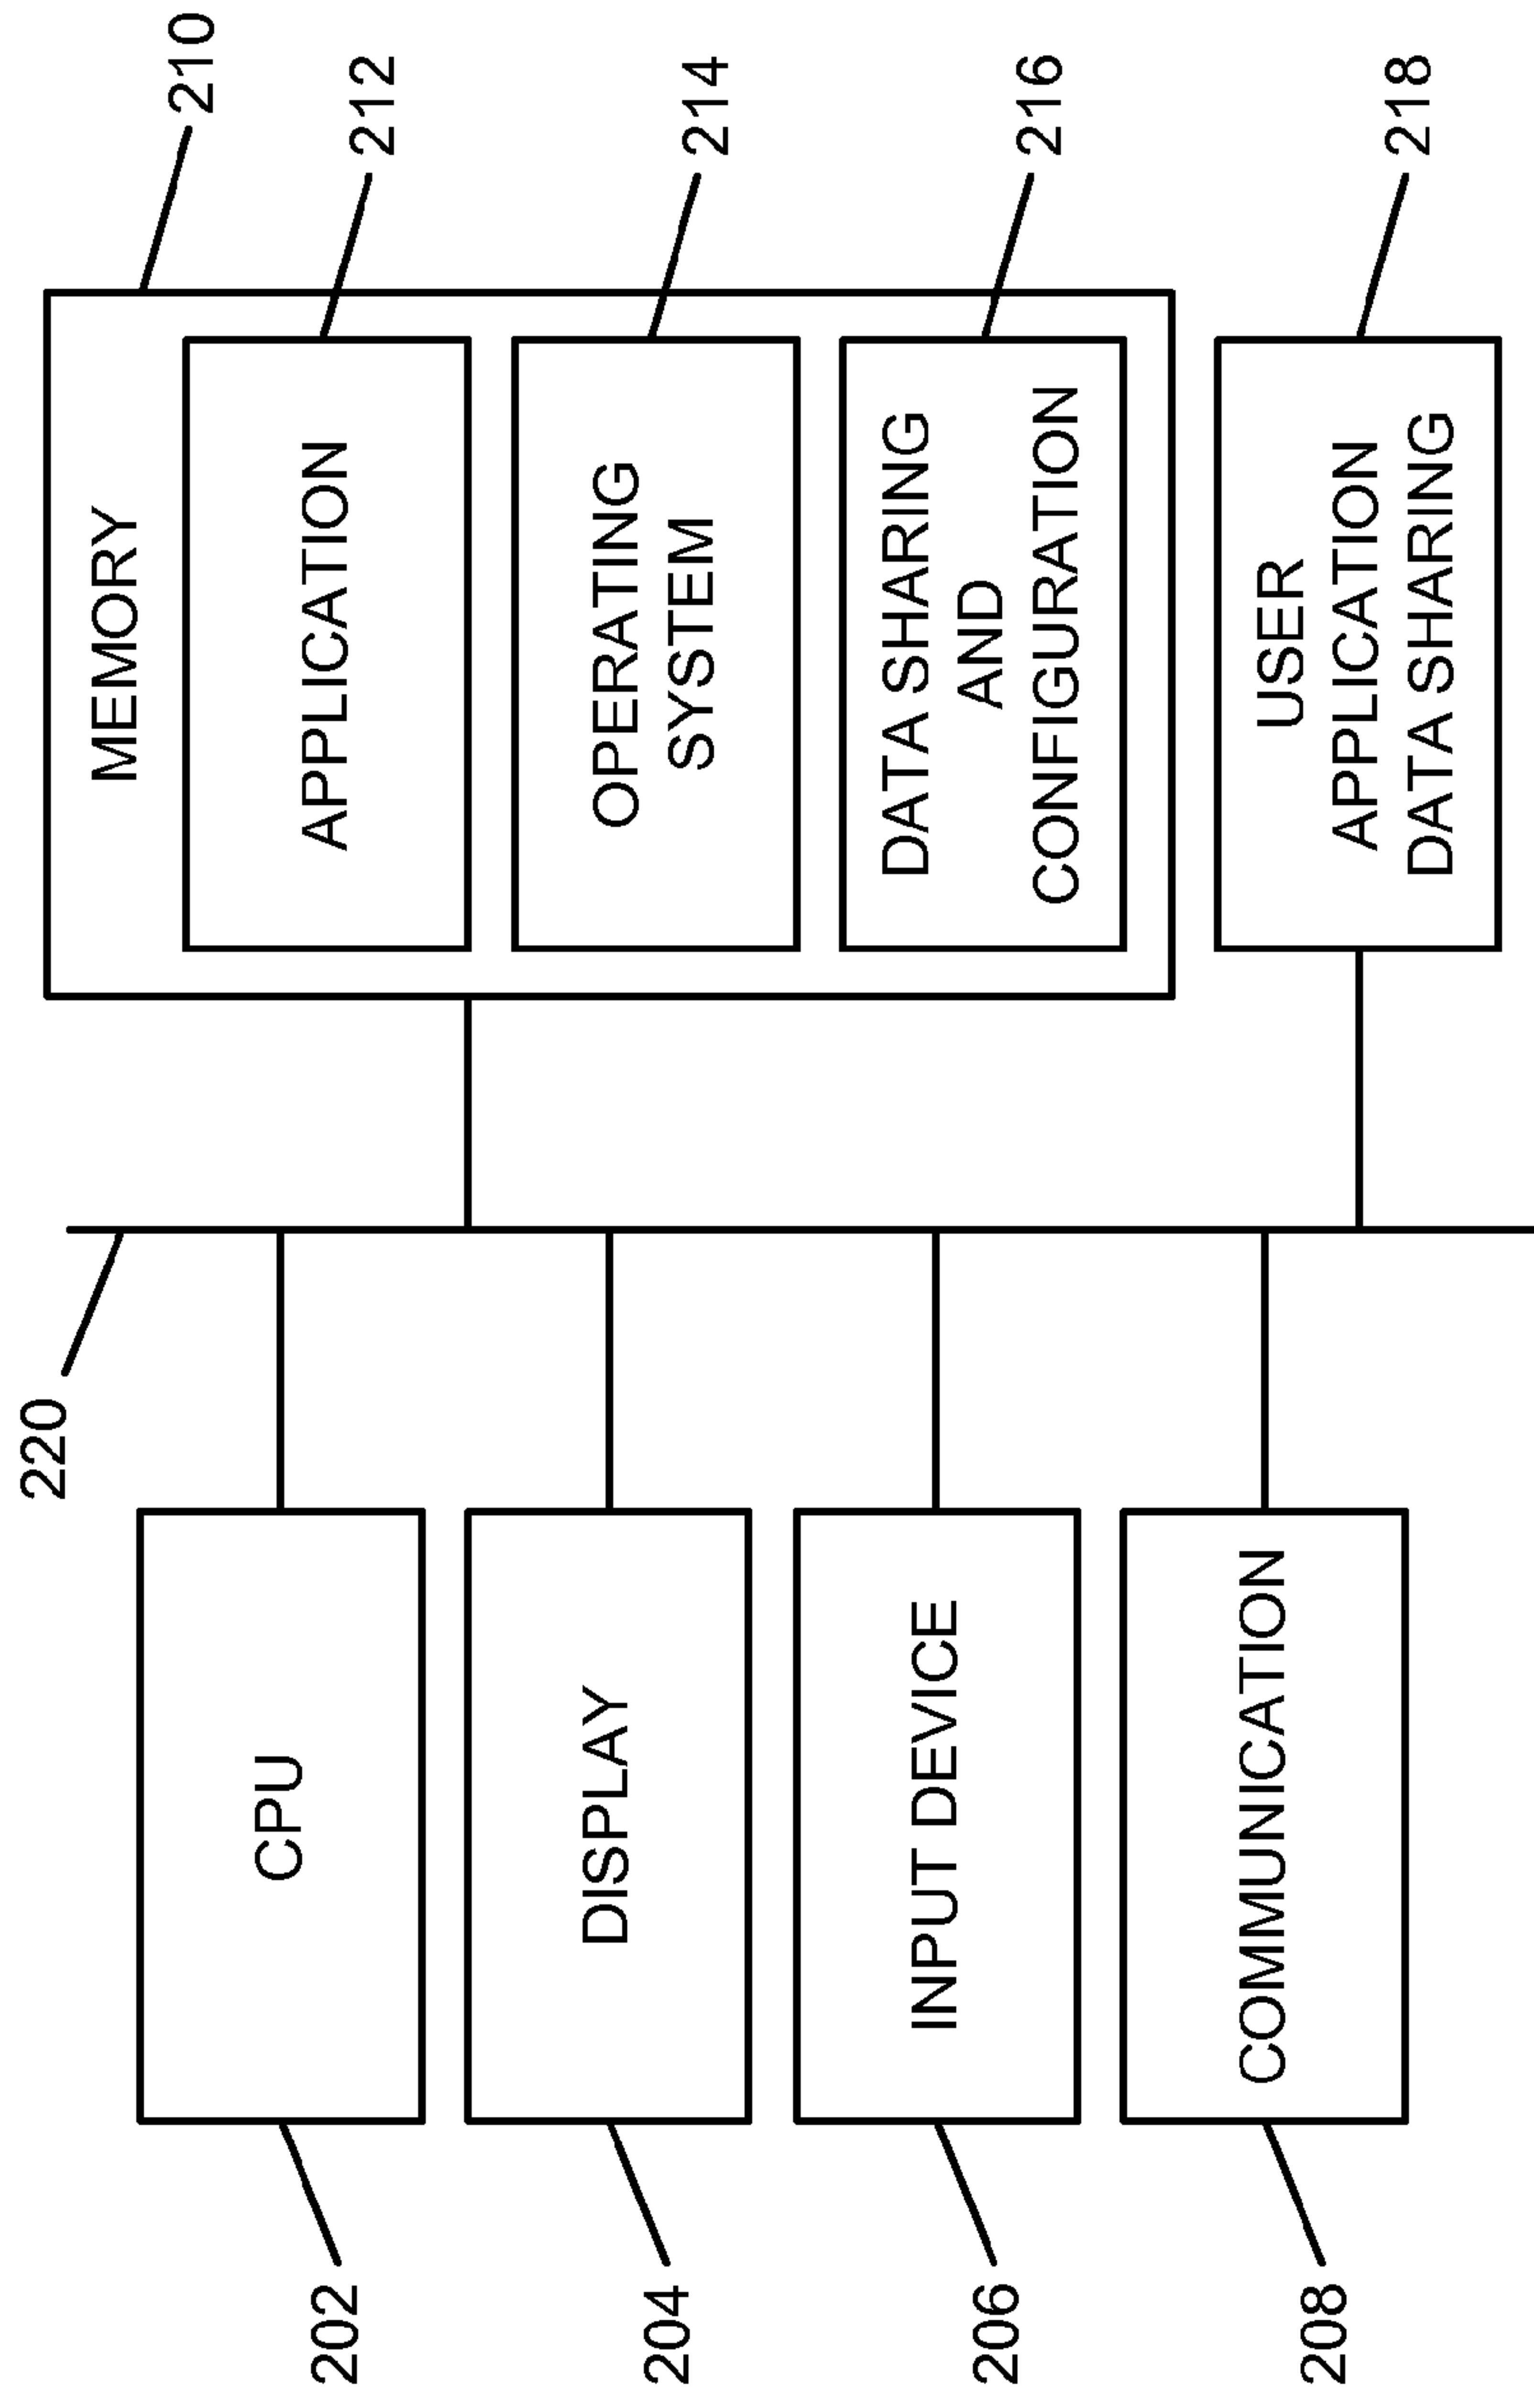 202
CPU
204
DISPLAY
206
INPUT DEVICE
208
COMMUNICATION
220
210
MEMORY
212
APPLICATION
214
OPERATING
SYSTEM
216
DATA SHARING
AND
CONFIGURATION
218
USER
APPLICATION
DATA SHARING